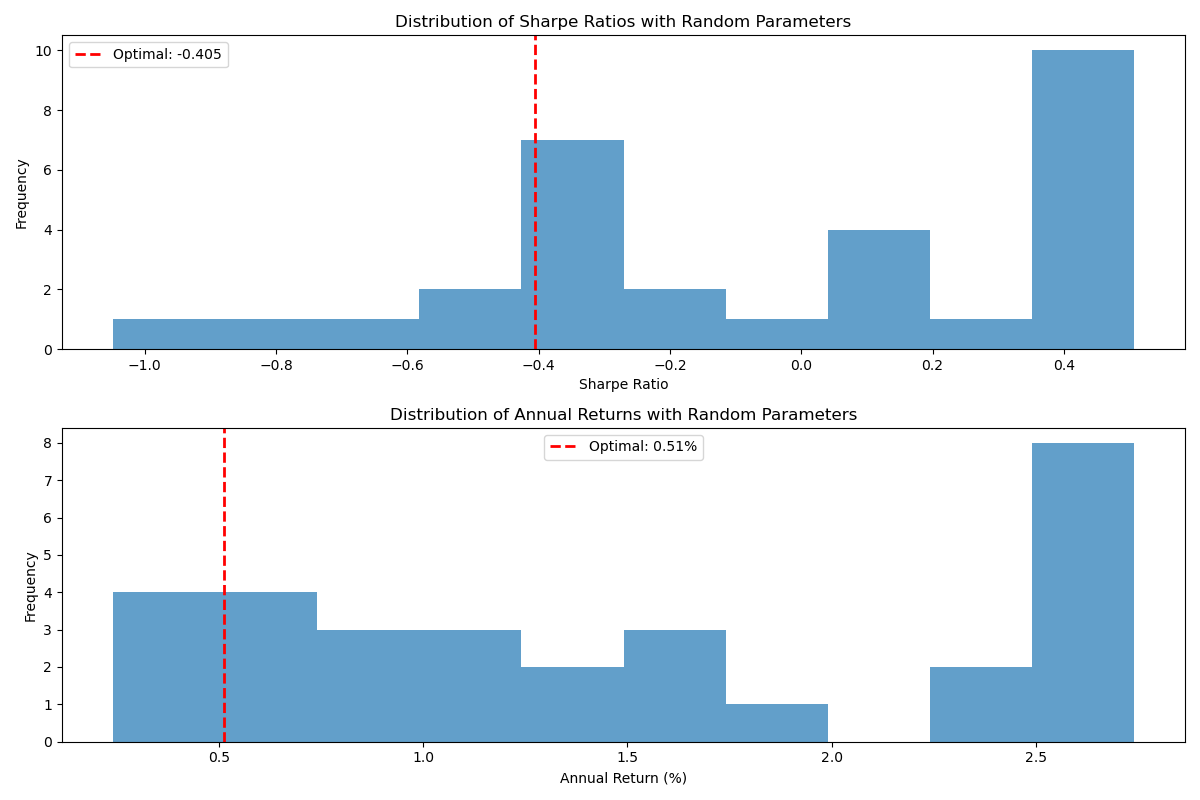 Distribution of Sharpe Ratios with Random Parameters
Optimal: -0.405
10
8
6
4
2
0
Frequency
−1.0 −0.8 −0.6 −0.4 −0.2 0.0 0.2 0.4
Sharpe Ratio
Distribution of Annual Returns with Random Parameters
Optimal: 0.51%
8
7
6
5
4
3
2
1
0
Frequency
0.5 1.0 1.5 2.0 2.5
Annual Return (%)